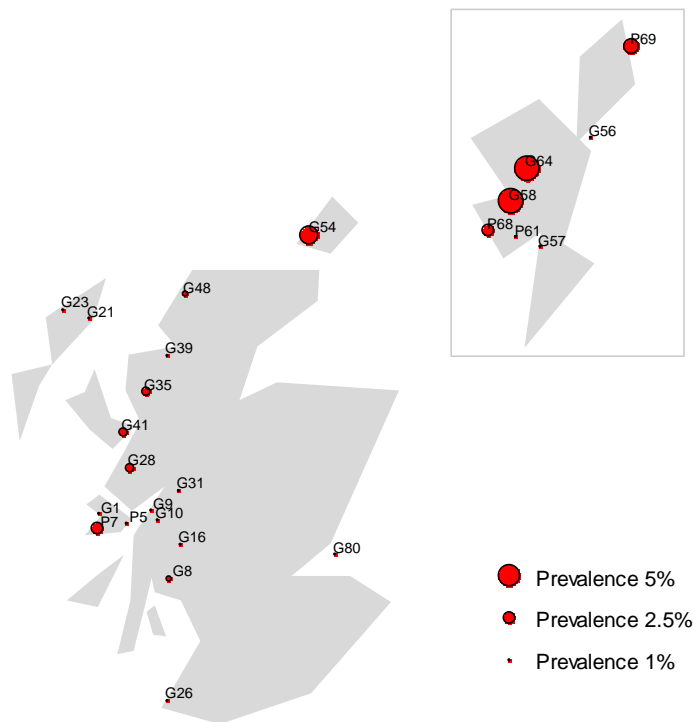 P69
G56
G64
G58
P68
P61
G57
G54
G48
G23
G21
G39
G35
G41
G28
G31
G1
G9
P7
P5
G10
G16
G80
G8
G26
Prevalence 5%
Prevalence 2.5%
Prevalence 1%